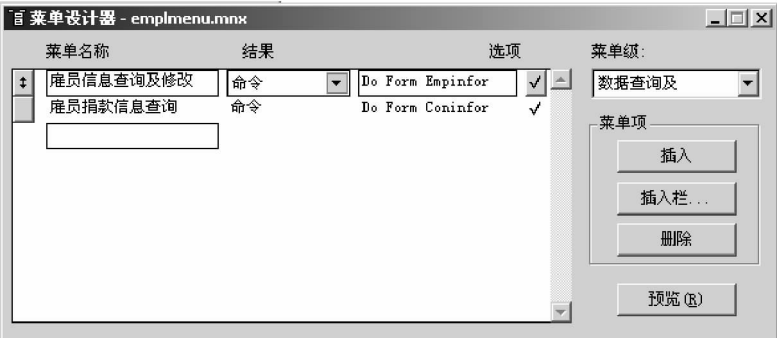 菜单设计器 - emplmenu.mnx
菜单名称 结果 选项 菜单级:
雇员信息查询及修改 命令 Do Form Empinfor 数据查询及
雇员捐款信息查询 命令 Do Form Coninfor
菜单项
插入
插入栏...
删除
预览(R)